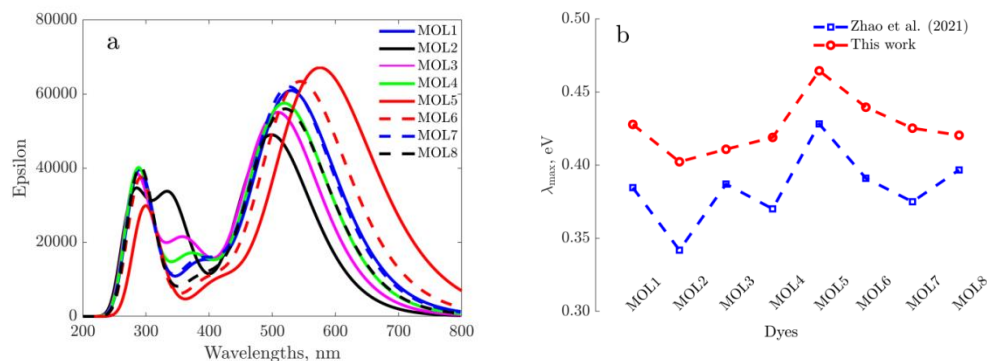 a
80000
60000
40000
20000
0
Epsilon
200 300 400 500 600 700 800
Wavelengths, nm
MOL1
MOL2
MOL3
MOL4
MOL5
MOL6
MOL7
MOL8
b
Zhao et al. (2021)
This work
0.50
0.45
0.40
0.35
0.30
λmax, eV
MOL1 MOL2 MOL3 MOL4 MOL5 MOL6 MOL7 MOL8
Dyes